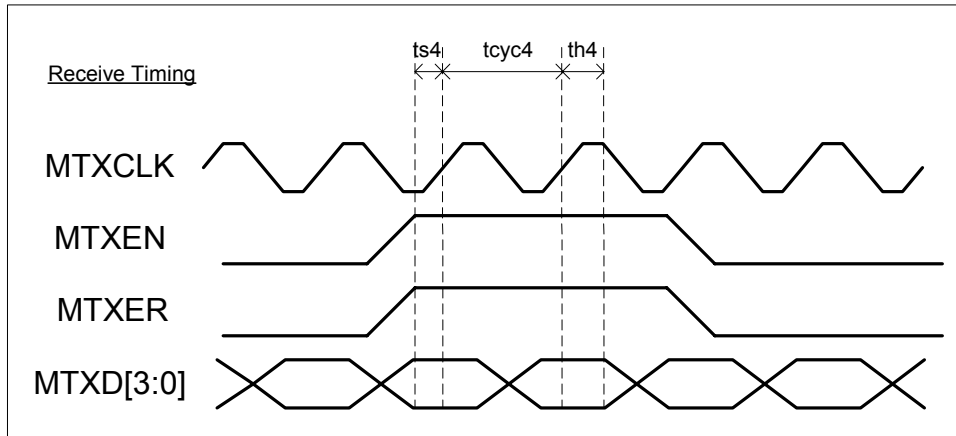 ts4 tcyc4 th4
Receive Timing
MTXCLK
MTXEN
MTXER
MTXD[3:0]